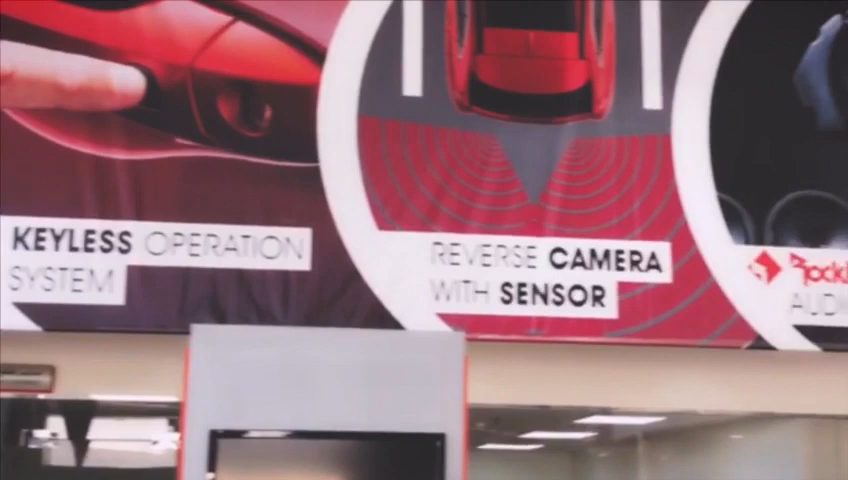 KEYLESS OPERATION
SYSTEM
REVERSE CAMERA
WITH SENSOR